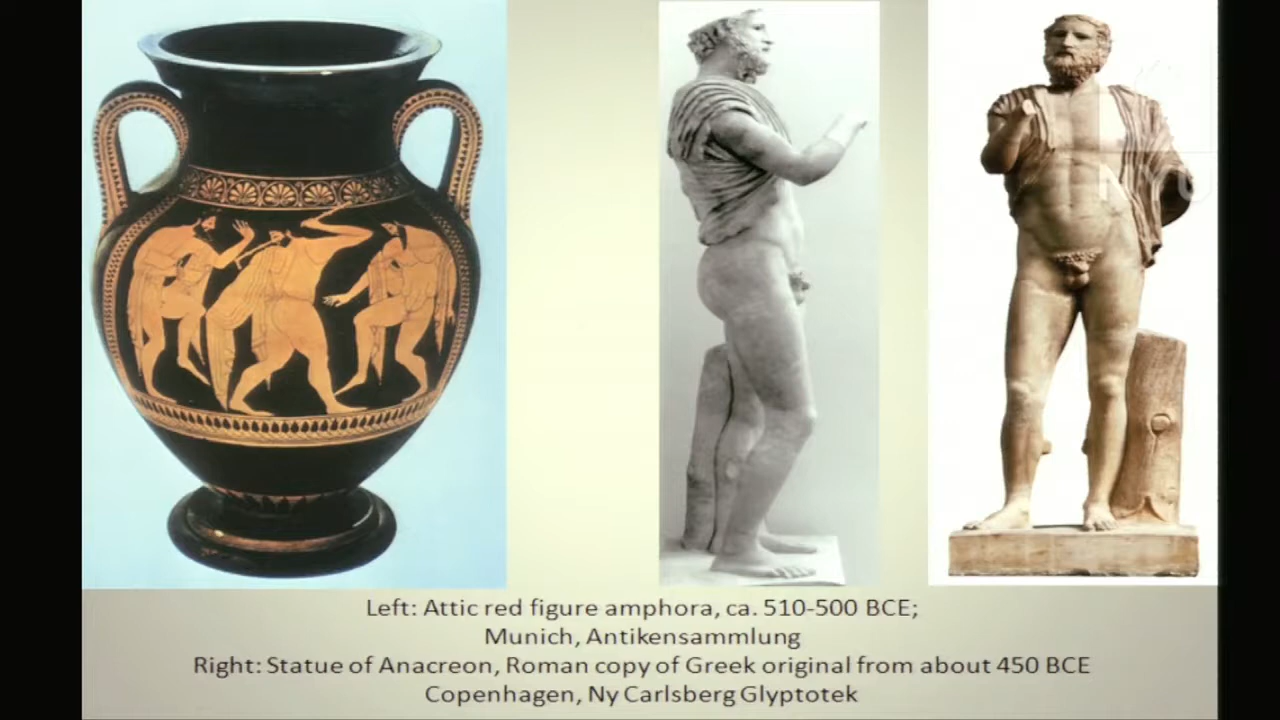 NYU
Left: Attic red figure amphora, ca. 510-500 BCE;
Munich, Antikensammlung
Right: Statue of Anacreon, Roman copy of Greek original from about 450 BCE
Copenhagen, Ny Carlsberg Glyptotek